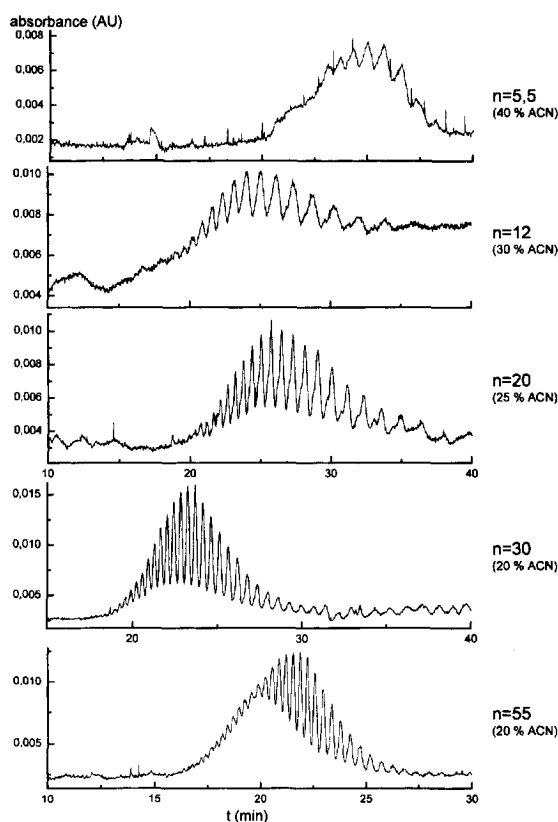 absorbance (AU)
0,008
0,006
0,004
0,002
n=5,5
(40 % ACN)
0,010
0,008
0,006
0,004
n=12
(30 % ACN)
0,010
0,008
0,006
0,004
10
20
30
40
n=20
(25 % ACN)
0,015
0,010
0,005
20
30
40
n=30
(20 % ACN)
0,010
0,005
10
15
20
25
30
n=55
(20 % ACN)
t (min)